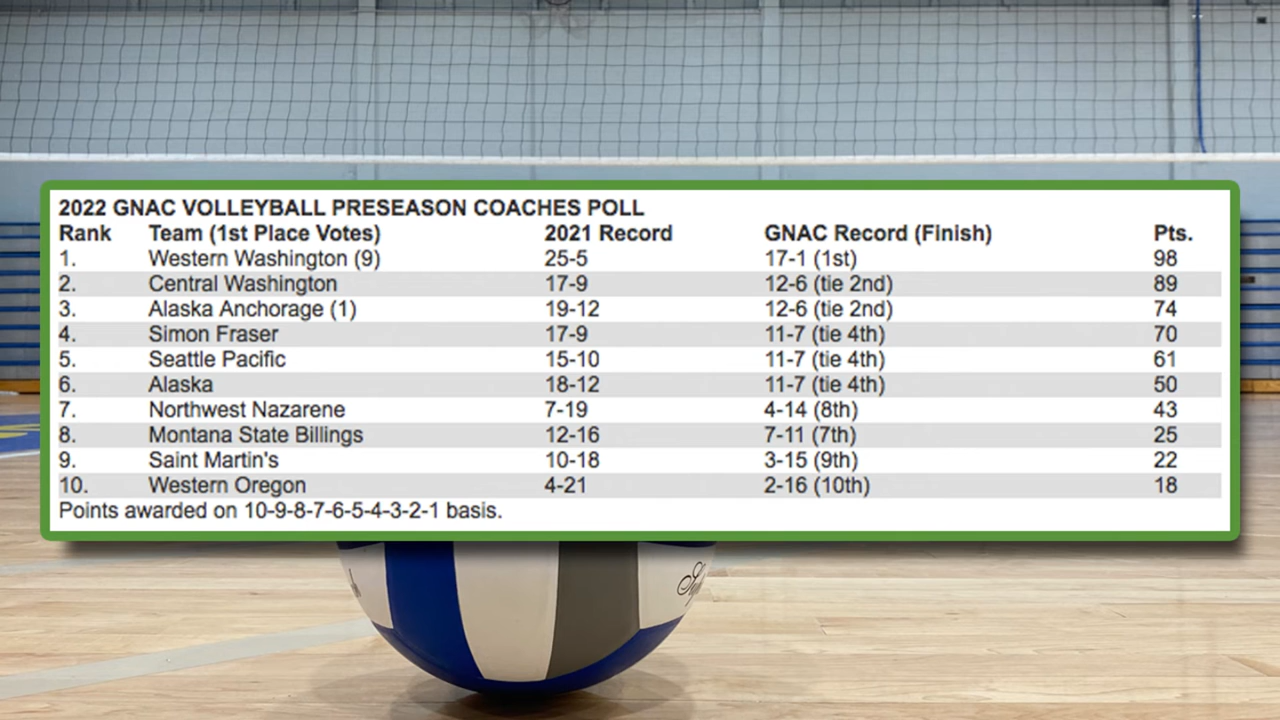 2022 GNAC VOLLEYBALL PRESEASON COACHES POLL
Rank Team (1st Place Votes) 2021 Record GNAC Record (Finish) Pts.
1. Western Washington (9) 25-5 17-1 (1st) 98
2. Central Washington 17-9 12-6 (tie 2nd) 89
3. Alaska Anchorage (1) 19-12 12-6 (tie 2nd) 74
4. Simon Fraser 17-9 11-7 (tie 4th) 70
5. Seattle Pacific 15-10 11-7 (tie 4th) 61
6. Alaska 18-12 11-7 (tie 4th) 50
7. Northwest Nazarene 7-19 4-14 (8th) 43
8. Montana State Billings 12-16 7-11 (7th) 25
9. Saint Martin's 10-18 3-15 (9th) 22
10. Western Oregon 4-21 2-16 (10th) 18
Points awarded on 10-9-8-7-6-5-4-3-2-1 basis.